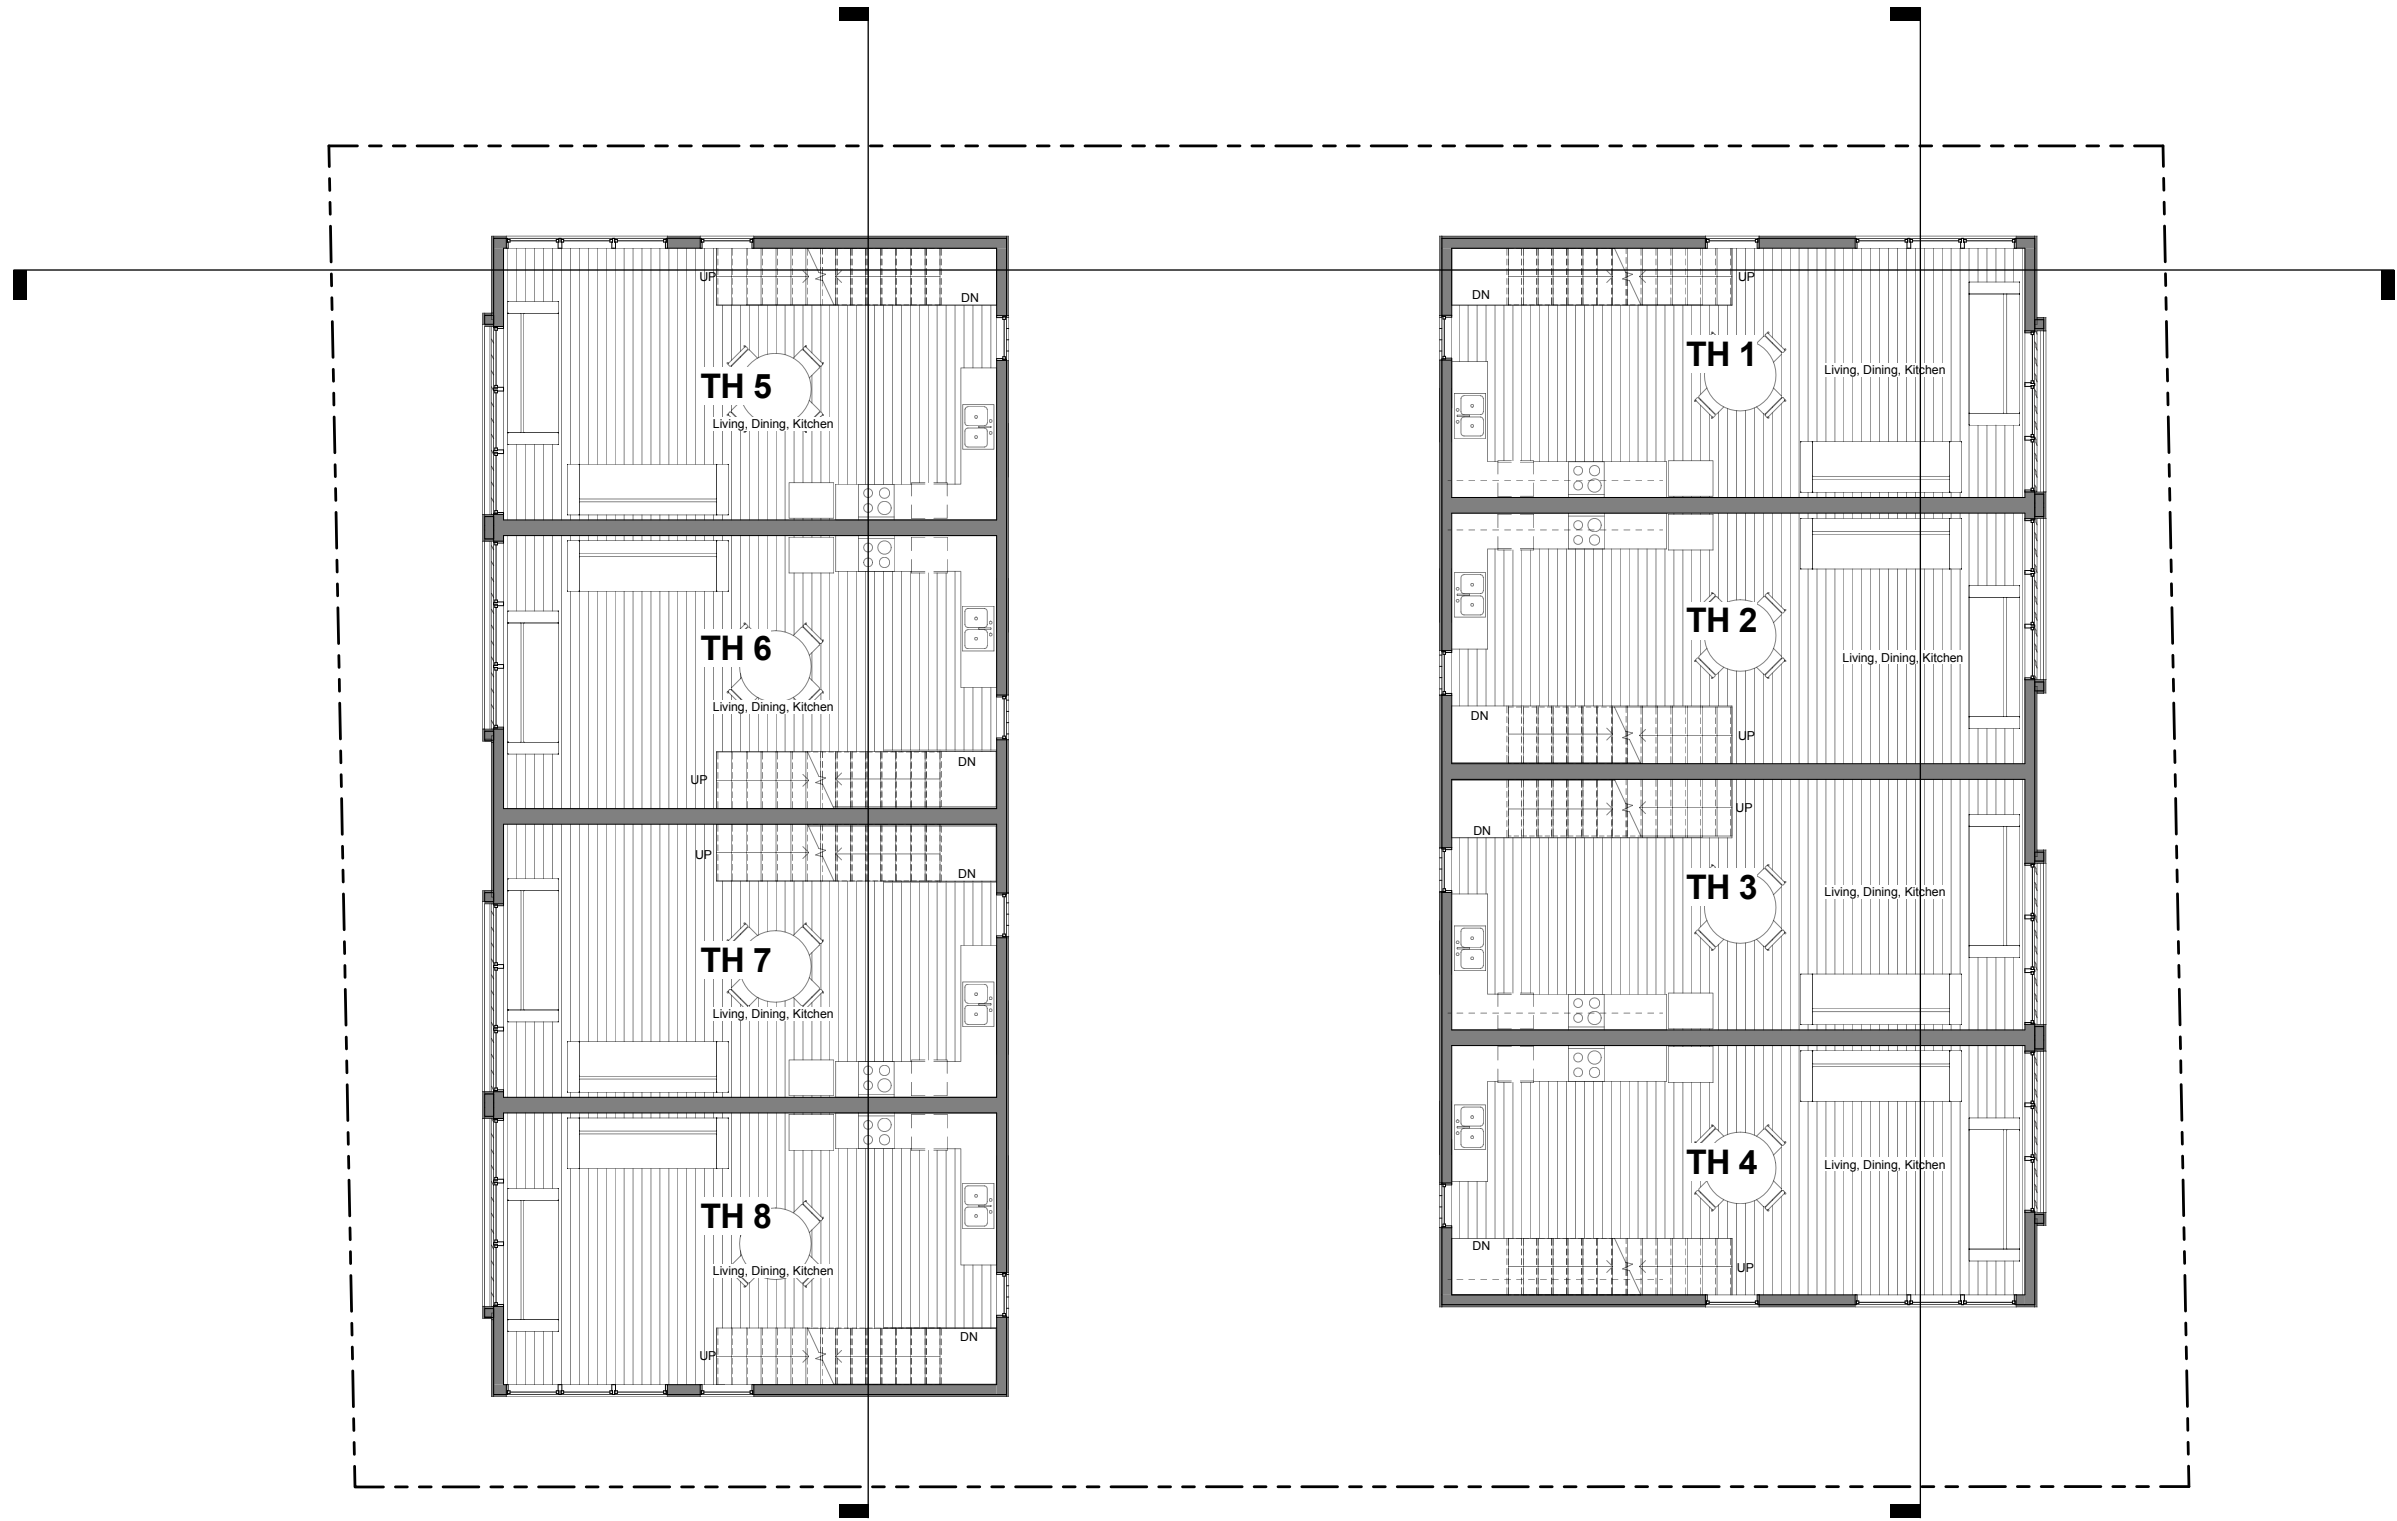 UP
DN
TH 5
Living, Dining, Kitchen
TH 6
Living, Dining, Kitchen
UP
DN
UP
DN
TH 7
Living, Dining, Kitchen
TH 8
Living, Dining, Kitchen
UP
DN
UP
DN
TH 1
Living, Dining, Kitchen
TH 2
Living, Dining, Kitchen
DN
UP
UP
DN
TH 3
Living, Dining, Kitchen
TH 4
Living, Dining, Kitchen
DN
UP